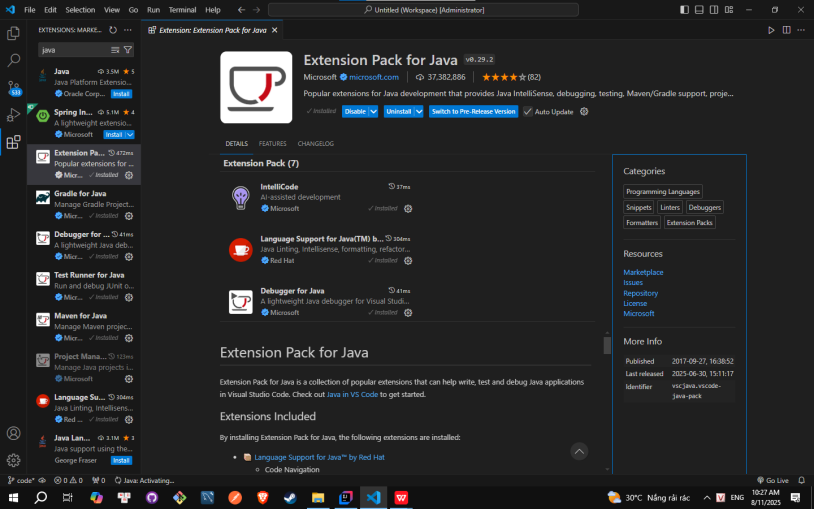 File Edit Selection View Go Run Terminal Help
Untitled (Workspace) [Administrator]
EXTENSIONS: MARKE...
java
Java 3.5M 5
Java Platform Extensio...
Oracle Corp... Install
Spring In... 5.1M 4
A lightweight extensio...
Microsoft Install
Extension Pa... 472ms
Popular extensions for ...
Micr... Installed
Gradle for Java
Manage Gradle Project...
Micr... Installed
Debugger for ... 41ms
A lightweight Java deb...
Micr... Installed
Test Runner for Java
Run and debug JUnit o...
Micr... Installed
Maven for Java
Manage Maven projec...
Micr... Installed
Project Mana... 123ms
Manage Java projects i...
Microsoft
Language Su... 304ms
Java Linting, Intellisens...
Red ... Installed
Java Lan... 3.1M 3
Java support using the...
George Fraser Install
533
Extension: Extension Pack for Java
Extension Pack for Java v0.29.2
Microsoft microsoft.com 37,382,886 (82)
Popular extensions for Java development that provides Java IntelliSense, debugging, testing, Maven/Gradle support, proje...
Installed Disable Uninstall Switch to Pre-Release Version Auto Update
DETAILS FEATURES CHANGELOG
Extension Pack (7)
IntelliCode 37ms
AI-assisted development
Microsoft Installed
Language Support for Java(TM) b... 304ms
Java Linting, Intellisense, formatting, refactor...
Red Hat Installed
Debugger for Java 41ms
A lightweight Java debugger for Visual Studi...
Microsoft Installed
Extension Pack for Java
Extension Pack for Java is a collection of popular extensions that can help write, test and debug Java applications
in Visual Studio Code. Check out Java in VS Code to get started.
Extensions Included
By installing Extension Pack for Java, the following extensions are installed:
Language Support for Java™ by Red Hat
Code Navigation
Categories
Programming Languages
Snippets Linters Debuggers
Formatters Extension Packs
Resources
Marketplace
Issues
Repository
License
Microsoft
More Info
Published 2017-09-27, 16:38:52
Last released 2025-06-30, 15:11:17
Identifier vscjava.vscode-
java-pack
code* 0 0 0 Java: Activating... Go Live
30°C Nắng rải rác V ENG 10:27 AM
8/11/2025